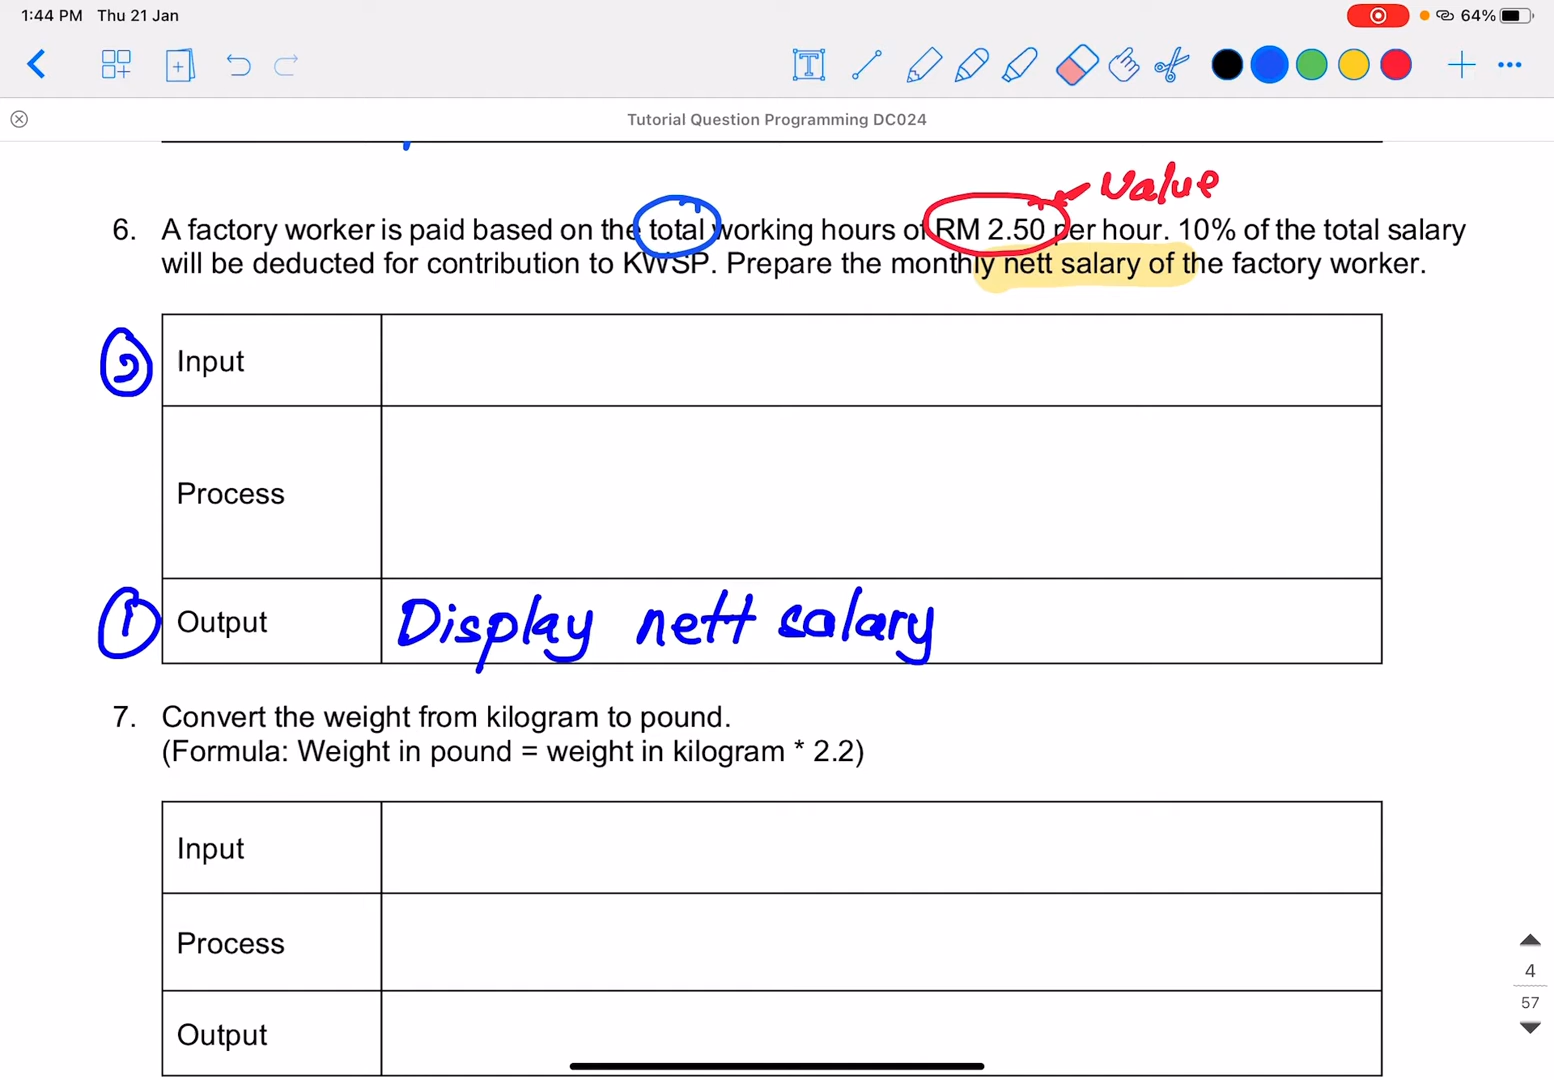 1:44 PM Thu 21 Jan
64%
T
Tutorial Question Programming DC024
value
6. A factory worker is paid based on the total working hours of RM 2.50 per hour. 10% of the total salary
will be deducted for contribution to KWSP. Prepare the monthly nett salary of the factory worker.
2 Input
Process
1 Output Display nett salary
7. Convert the weight from kilogram to pound.
(Formula: Weight in pound = weight in kilogram * 2.2)
Input
Process
Output
4
57